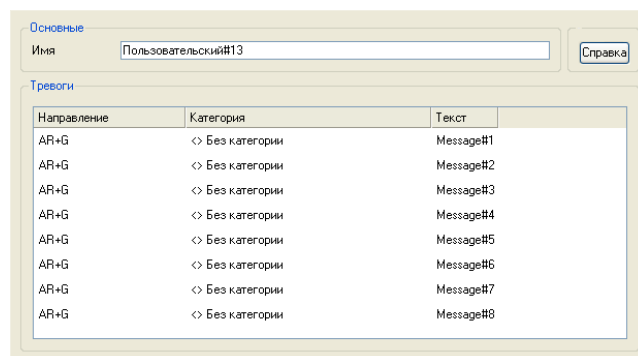 Основные
Имя Пользовательский#13 Справка
Тревоги
Направление Категория Текст
AR+G <> Без категории Message#1
AR+G <> Без категории Message#2
AR+G <> Без категории Message#3
AR+G <> Без категории Message#4
AR+G <> Без категории Message#5
AR+G <> Без категории Message#6
AR+G <> Без категории Message#7
AR+G <> Без категории Message#8